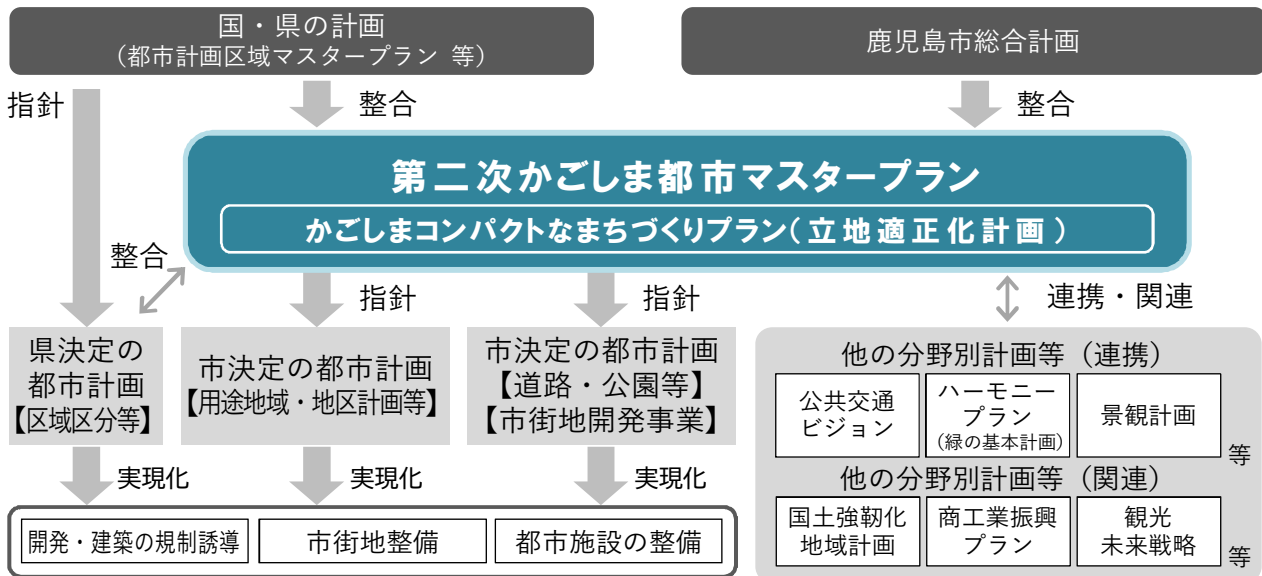 国・県の計画
（都市計画区域マスタープラン 等）
鹿児島市総合計画
指針
整合
整合
第二次かごしま都市マスタープラン
かごしまコンパクトなまちづくりプラン（立地適正化計画）
整合
指針
指針
連携・関連
県決定の
都市計画
【区域区分等】
市決定の都市計画
【用途地域・地区計画等】
市決定の都市計画
【道路・公園等】
【市街地開発事業】
他の分野別計画等（連携）
公共交通
ビジョン
ハーモニー
プラン
（緑の基本計画）
景観計画
等
他の分野別計画等（関連）
国土強靭化
地域計画
商工業振興
プラン
観光
未来戦略
等
実現化
実現化
実現化
開発・建築の規制誘導
市街地整備
都市施設の整備